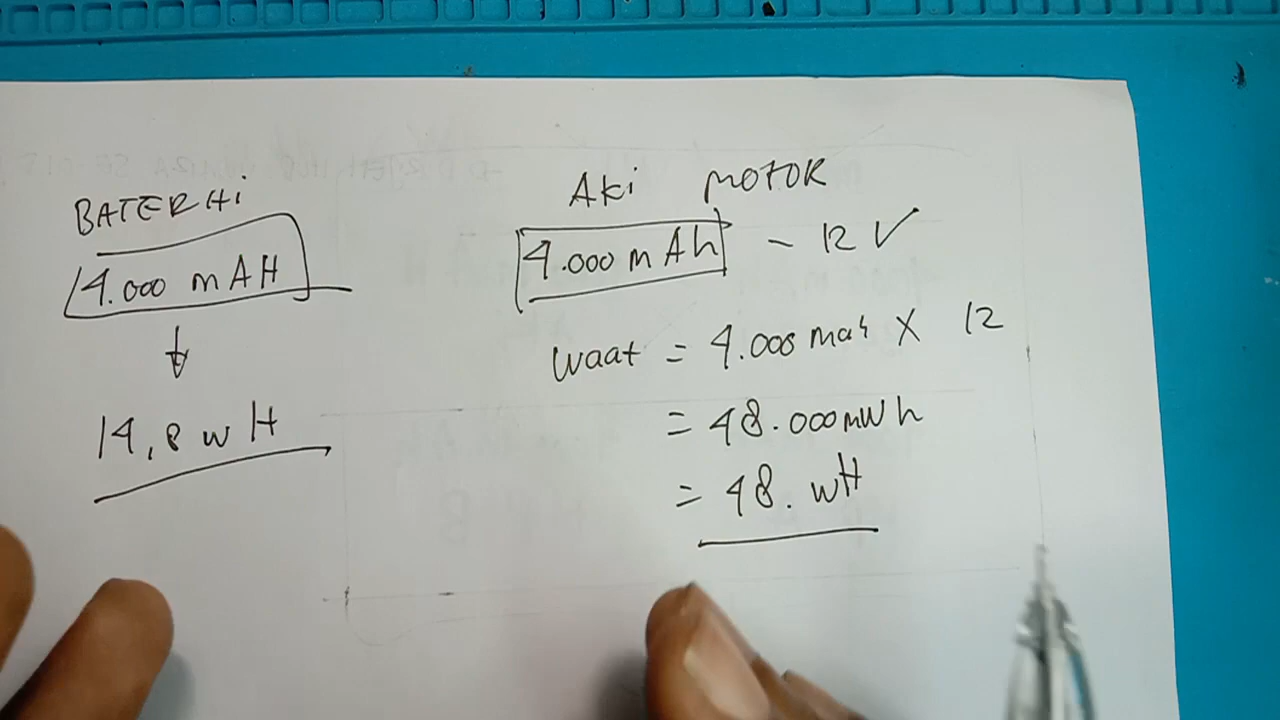 BATERHi
4.000 mAH
14,8 wH
AKi MOTOR
4.000 mAh - 12 V
waat = 4.000 mah X 12
= 48.000 mWh
= 48. wH